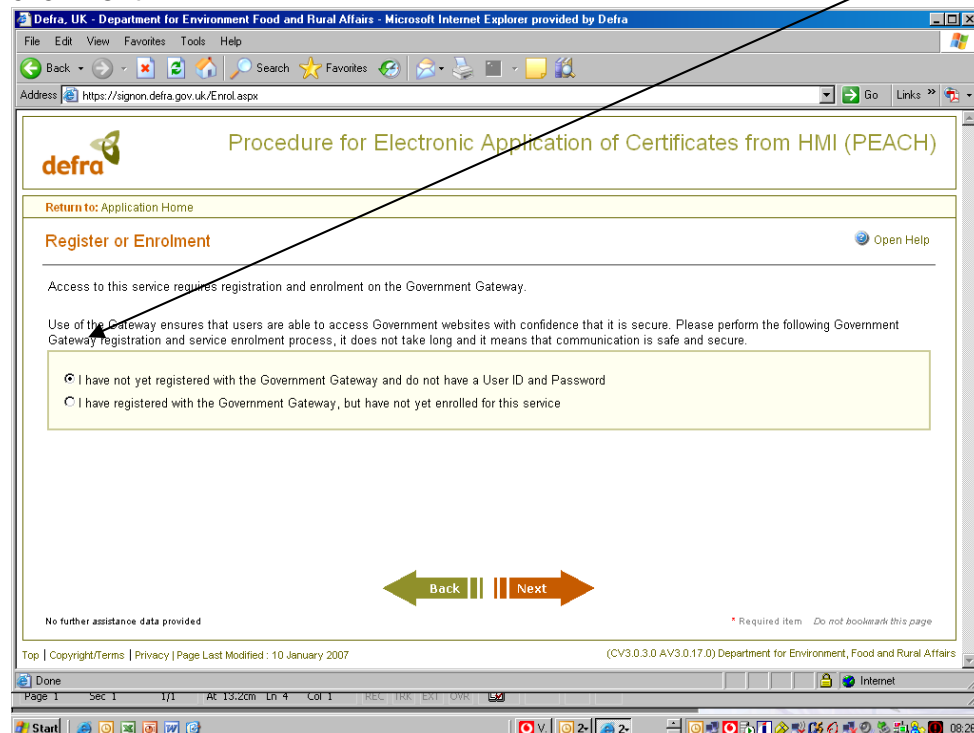 Defra, UK - Department for Environment Food and Rural Affairs - Microsoft Internet Explorer provided by Defra
File Edit View Favorites Tools Help
Back Search Favorites
Address https://signon.defra.gov.uk/Enrol.aspx Go Links »
defra Procedure for Electronic Application of Certificates from HMI (PEACH)
Return to: Application Home
Register or Enrolment Open Help
Access to this service requires registration and enrolment on the Government Gateway.
Use of the Gateway ensures that users are able to access Government websites with confidence that it is secure. Please perform the following Government
Gateway registration and service enrolment process, it does not take long and it means that communication is safe and secure.
I have not yet registered with the Government Gateway and do not have a User ID and Password
I have registered with the Government Gateway, but have not yet enrolled for this service
Back Next
No further assistance data provided * Required item Do not bookmark this page
Top | Copyright/Terms | Privacy | Page Last Modified : 10 January 2007 (CV3.0.3.0 AV3.0.17.0) Department for Environment, Food and Rural Affairs
Done Internet
Page 1 Sec 1 1/1 At 13.2cm Ln 4 Col 1 REC TRK EXT OVR
Start V. 2 2 08:26